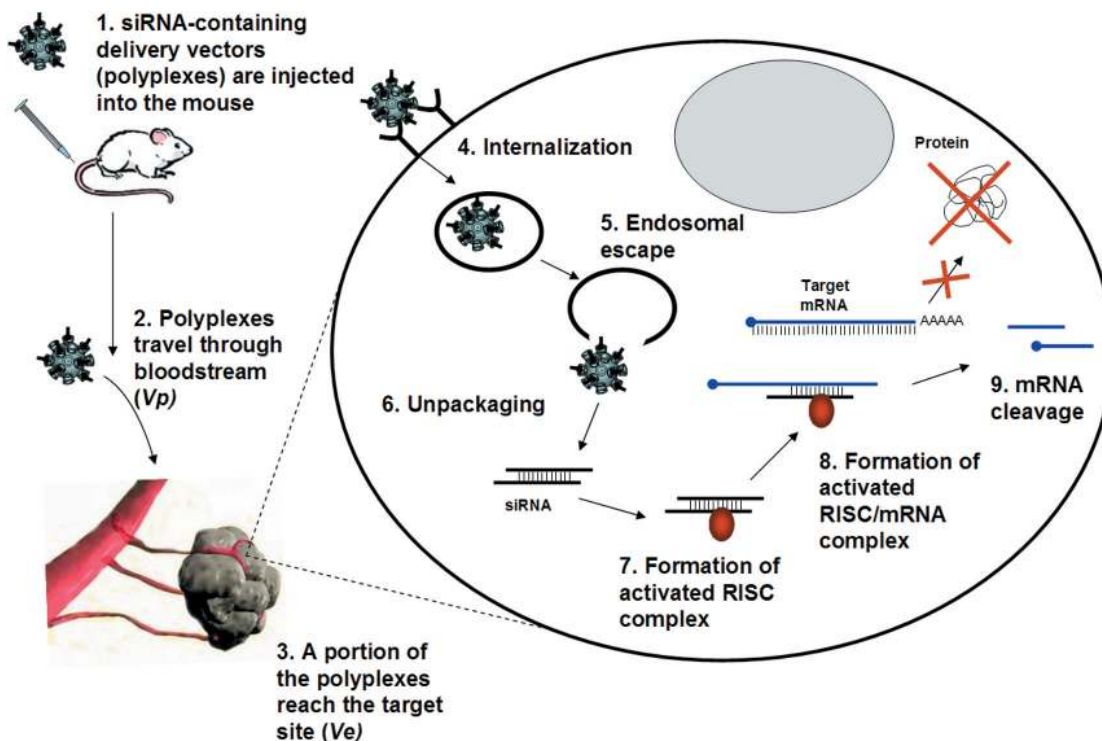 1. siRNA-containing
delivery vectors
(polyplexes) are injected
into the mouse
2. Polyplexes
travel through
bloodstream
(Vp)
3. A portion of
the polyplexes
reach the target
site (Ve)
4. Internalization
5. Endosomal
escape
6. Unpackaging
siRNA
7. Formation of
activated RISC
complex
8. Formation of
activated
RISC/mRNA
complex
9. mRNA
cleavage
Target
mRNA
AAAAA
Protein